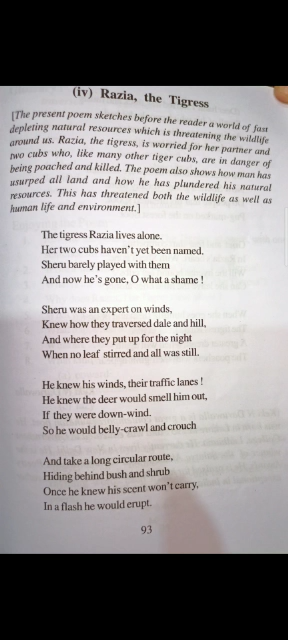 (iv) Razia, the Tigress
[The present poem sketches before the reader a world of fast
depleting natural resources which is threatening the wildlife
around us. Razia, the tigress, is worried for her partner and
two cubs who, like many other tiger cubs, are in danger of
being poached and killed. The poem also shows how man has
usurped all land and how he has plundered his natural
resources. This has threatened both the wildlife as well as
human life and environment.]
The tigress Razia lives alone.
Her two cubs haven't yet been named.
Sheru barely played with them
And now he's gone, O what a shame !
Sheru was an expert on winds,
Knew how they traversed dale and hill,
And where they put up for the night
When no leaf stirred and all was still.
He knew his winds, their traffic lanes !
He knew the deer would smell him out,
If they were down-wind.
So he would belly-crawl and crouch
And take a long circular route,
Hiding behind bush and shrub
Once he knew his scent won't carry,
In a flash he would erupt.
93